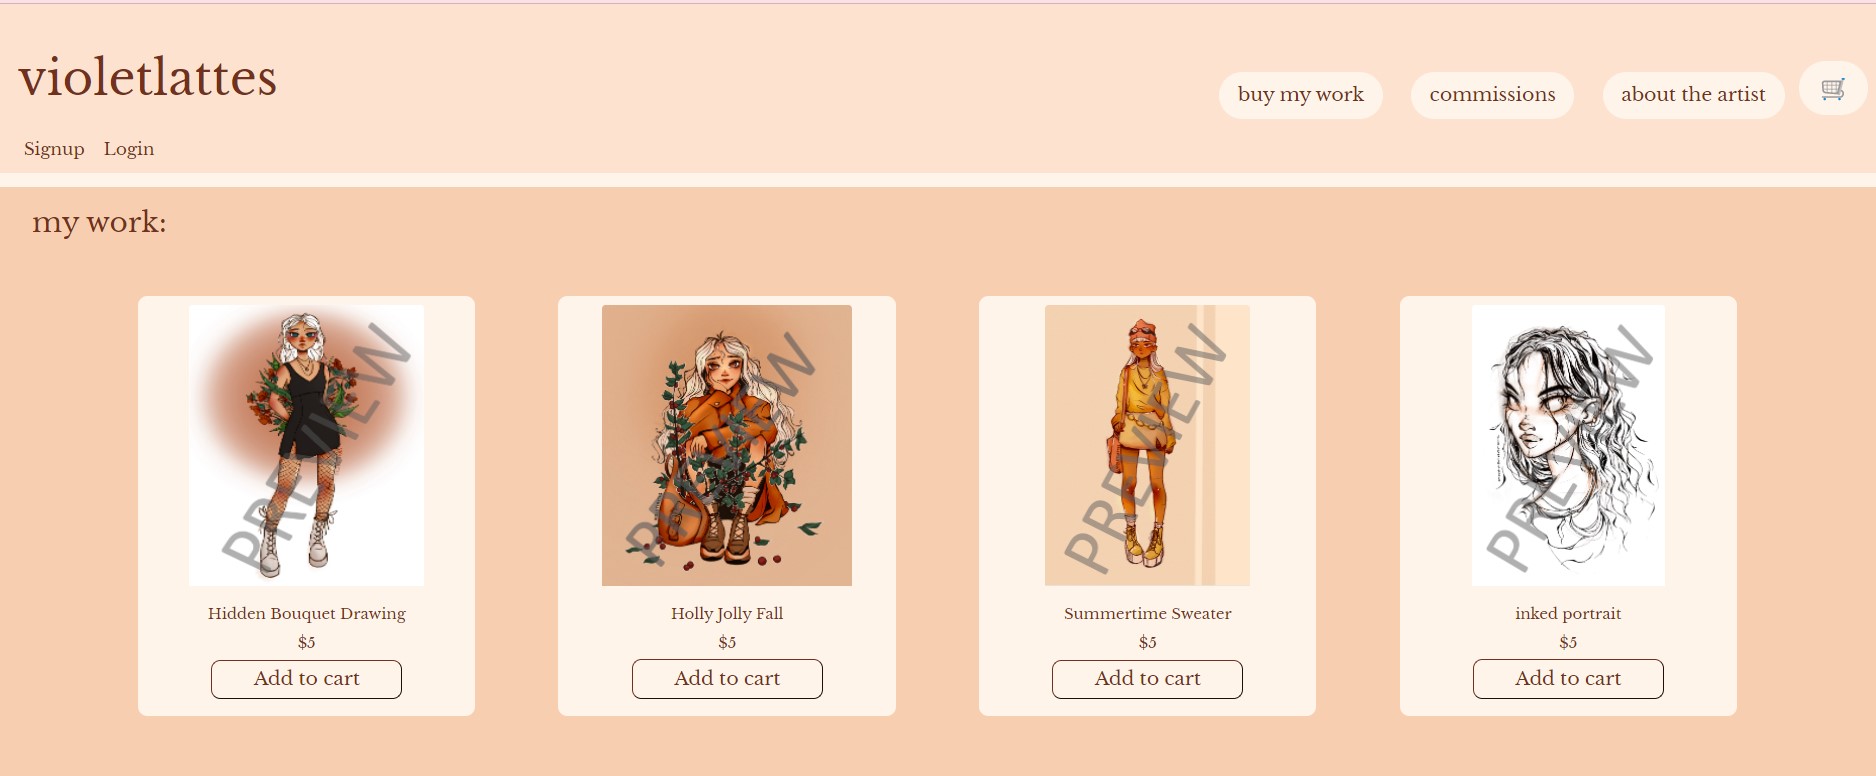 violetlattes
buy my work
commissions
about the artist
Signup Login
my work:
PREVIEW
PREVIEW
PREVIEW
PREVIEW
Hidden Bouquet Drawing
$5
Add to cart
Holly Jolly Fall
$5
Add to cart
Summertime Sweater
$5
Add to cart
inked portrait
$5
Add to cart